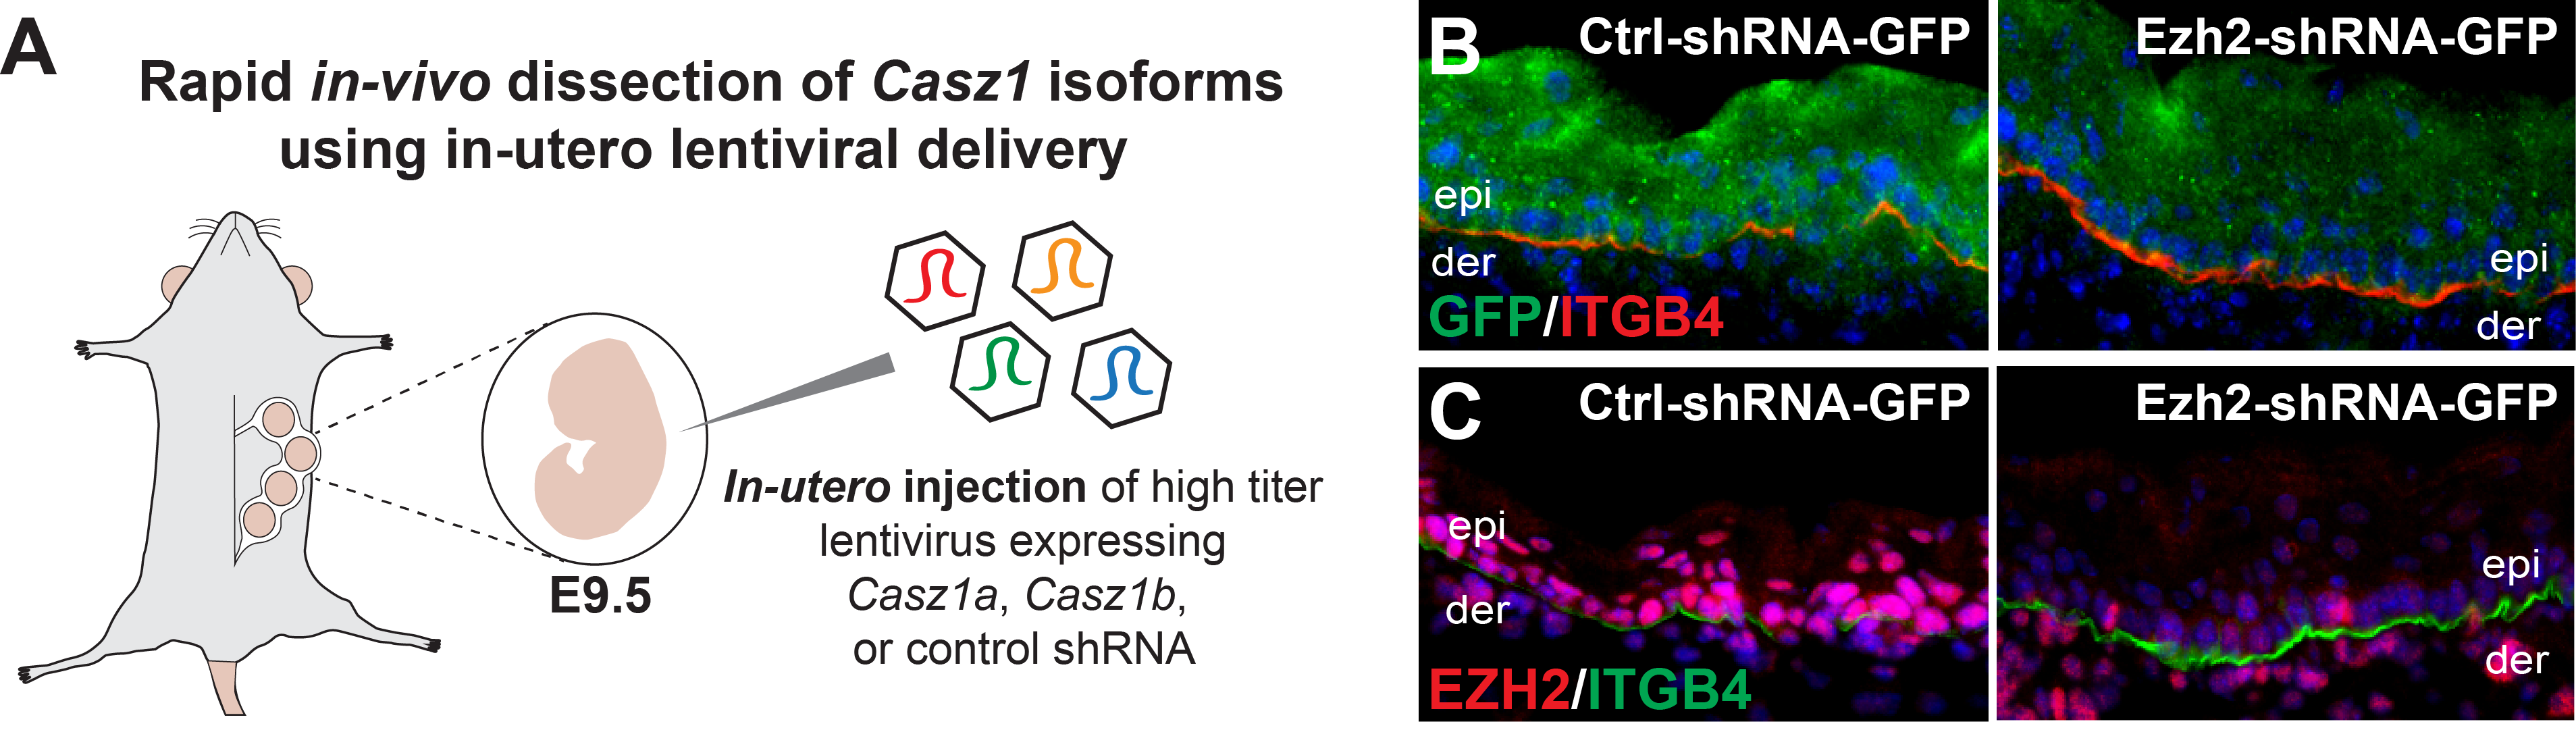 A
Rapid in-vivo dissection of Casz1 isoforms
using in-utero lentiviral delivery
E9.5
In-utero injection of high titer
lentivirus expressing
Casz1a, Casz1b,
or control shRNA
B
Ctrl-shRNA-GFP
epi
der
GFP/ITGB4
Ezh2-shRNA-GFP
epi
der
C
Ctrl-shRNA-GFP
epi
der
EZH2/ITGB4
Ezh2-shRNA-GFP
epi
der